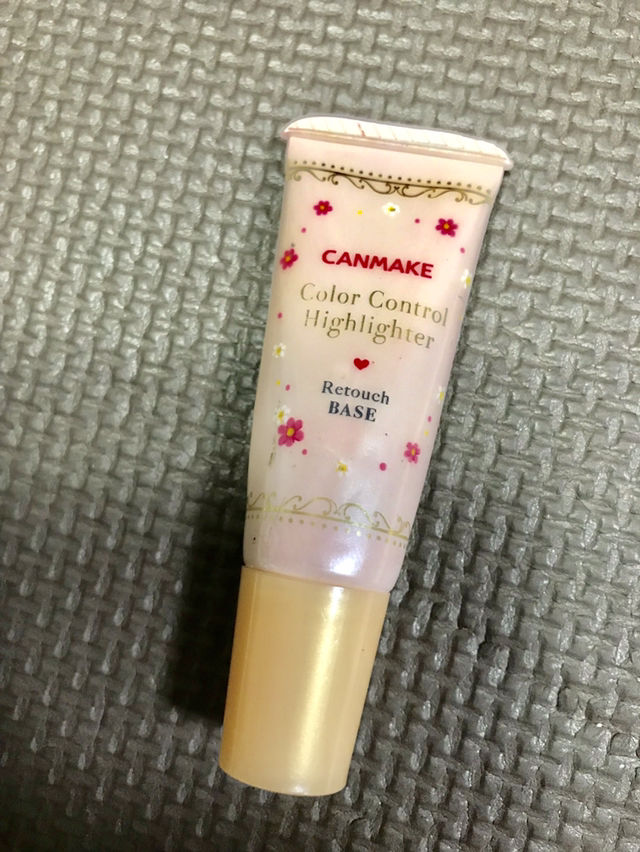 CANMAKE
Color Control
Highlighter
Retouch
BASE